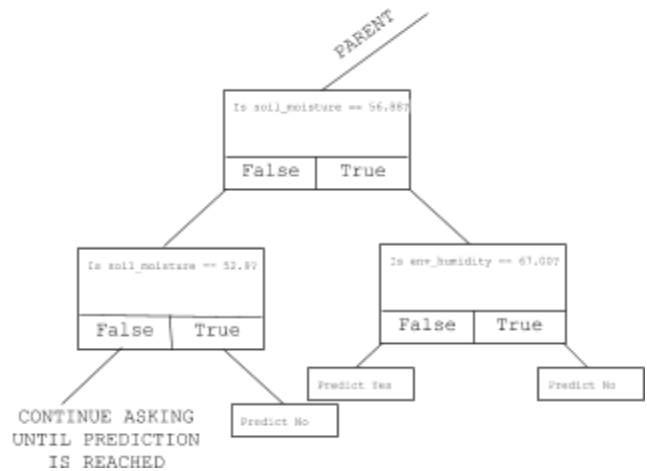 PARENT
Is soil_moisture == 56.88?
False True
Is soil_moisture == 52.9?
False True
Is env_humidity == 67.00?
False True
Predict Yes
Predict No
Predict No
CONTINUE ASKING
UNTIL PREDICTION
IS REACHED